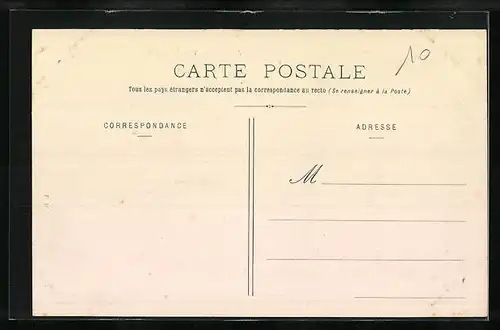 10
CARTE POSTALE
Tous les pays étrangers n'acceptent pas la correspondance au recto (Se renseigner à la Poste)
CORRESPONDANCE
ADRESSE
M